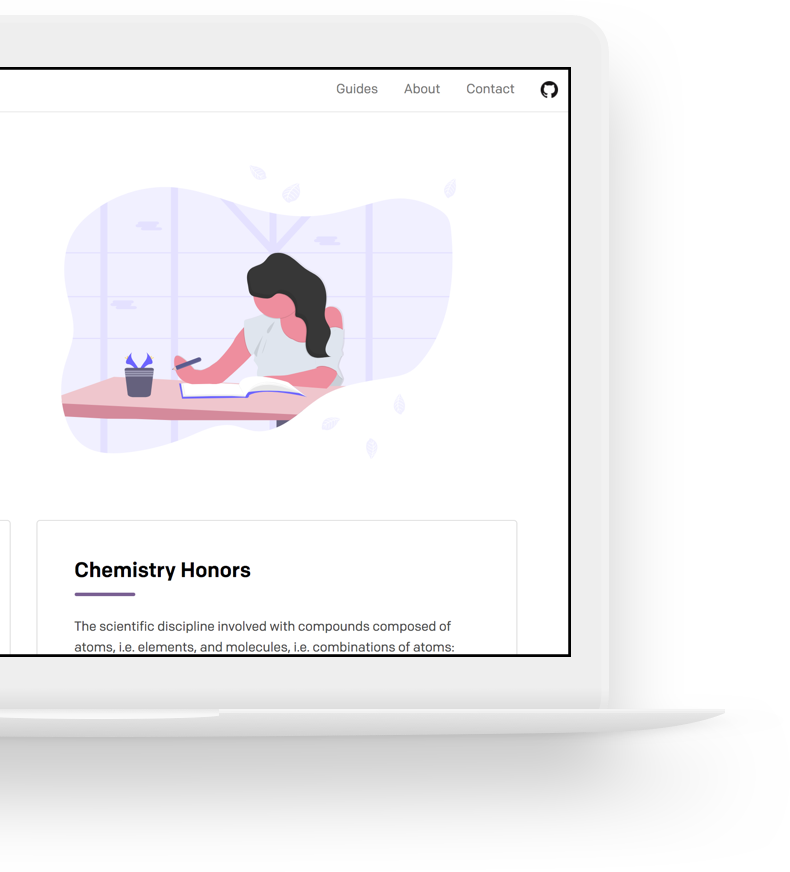 Guides About Contact
Chemistry Honors
The scientific discipline involved with compounds composed of
atoms, i.e. elements, and molecules, i.e. combinations of atoms: